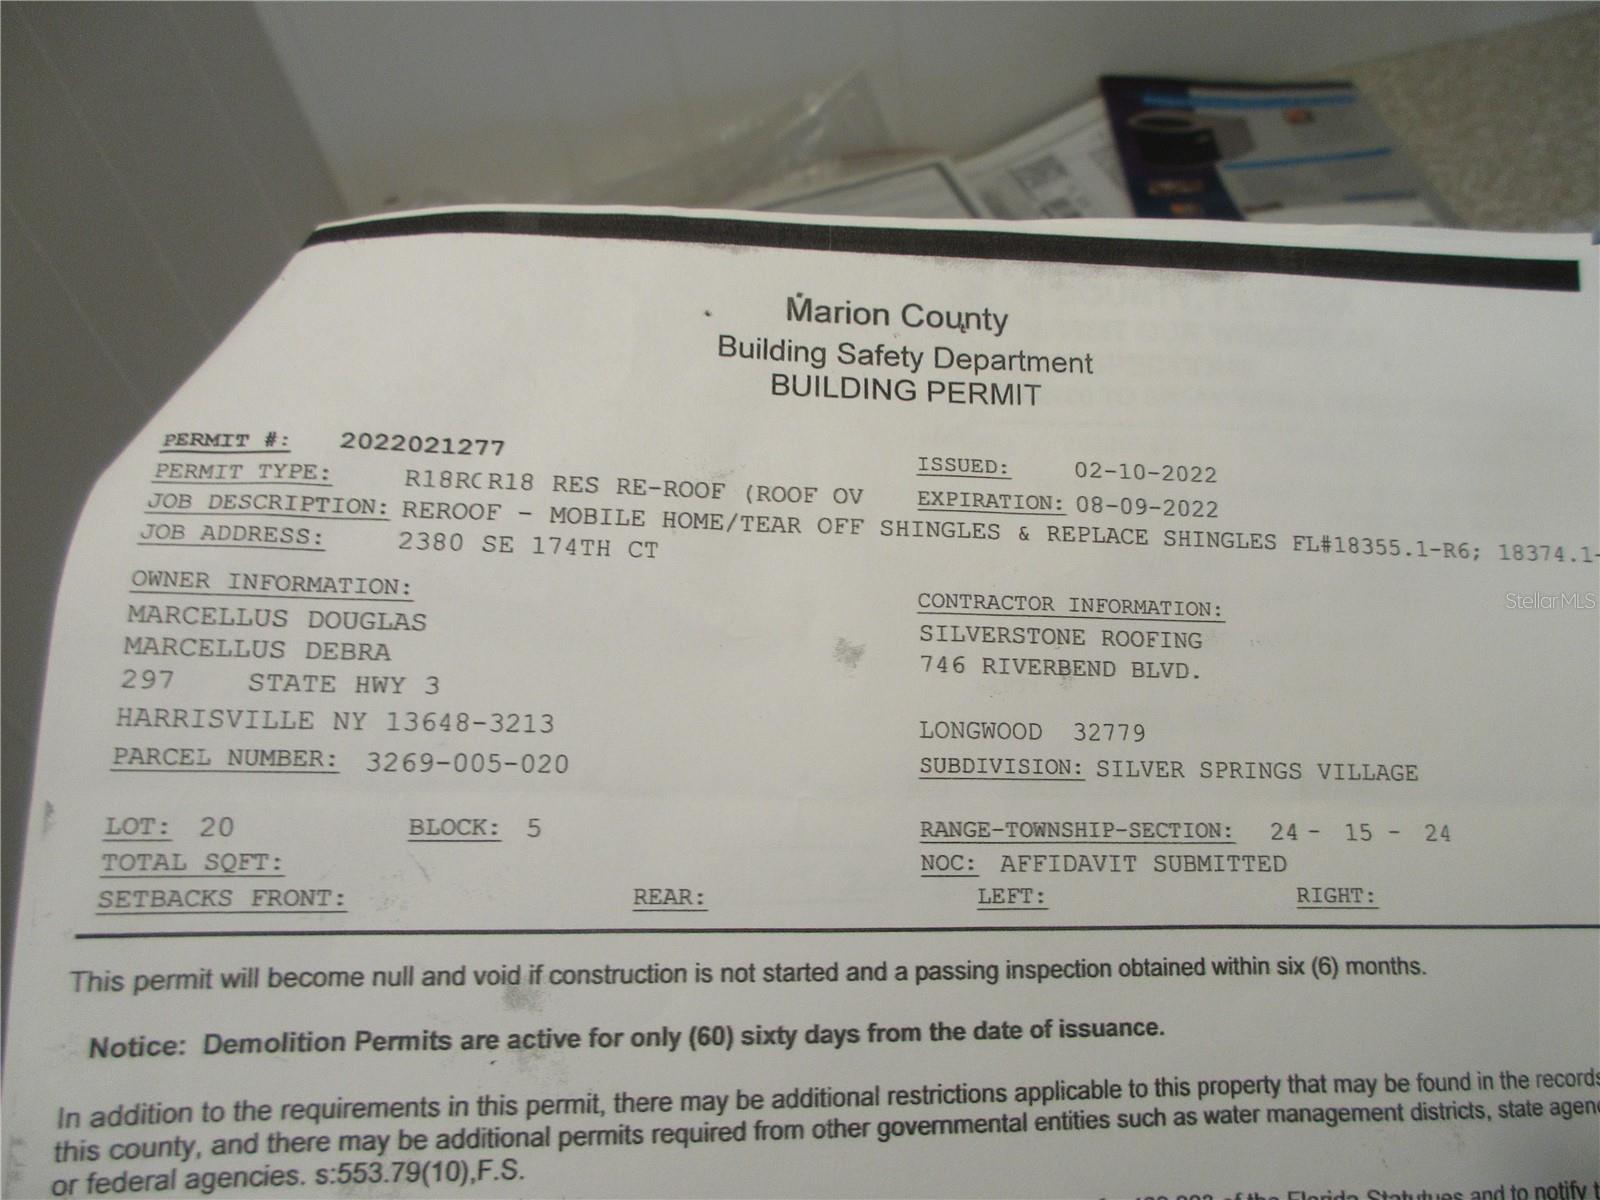 Marion County
Building Safety Department
BUILDING PERMIT
PERMIT #: 2022021277
PERMIT TYPE: R18RCR18 RES RE-ROOF (ROOF OV
ISSUED: 02-10-2022
EXPIRATION: 08-09-2022
JOB DESCRIPTION: REROOF - MOBILE HOME/TEAR OFF SHINGLES & REPLACE SHINGLES FL#18355.1-R6; 18374.1-
JOB ADDRESS: 2380 SE 174TH CT
OWNER INFORMATION:
MARCELLUS DOUGLAS
MARCELLUS DEBRA
297 STATE HWY 3
HARRISVILLE NY 13648-3213
PARCEL NUMBER: 3269-005-020
CONTRACTOR INFORMATION:
SILVERSTONE ROOFING
746 RIVERBEND BLVD.
LONGWOOD 32779
SUBDIVISION: SILVER SPRINGS VILLAGE
StellarMLS
LOT: 20 BLOCK: 5 RANGE-TOWNSHIP-SECTION: 24 - 15 - 24
TOTAL SQFT: NOC: AFFIDAVIT SUBMITTED
SETBACKS FRONT: REAR: LEFT: RIGHT:
This permit will become null and void if construction is not started and a passing inspection obtained within six (6) months.
Notice: Demolition Permits are active for only (60) sixty days from the date of issuance.
In addition to the requirements in this permit, there may be additional restrictions applicable to this property that may be found in the records
this county, and there may be additional permits required from other governmental entities such as water management districts, state agenc
or federal agencies. s:553.79(10),F.S.
of the Florida Statutes and to notify t